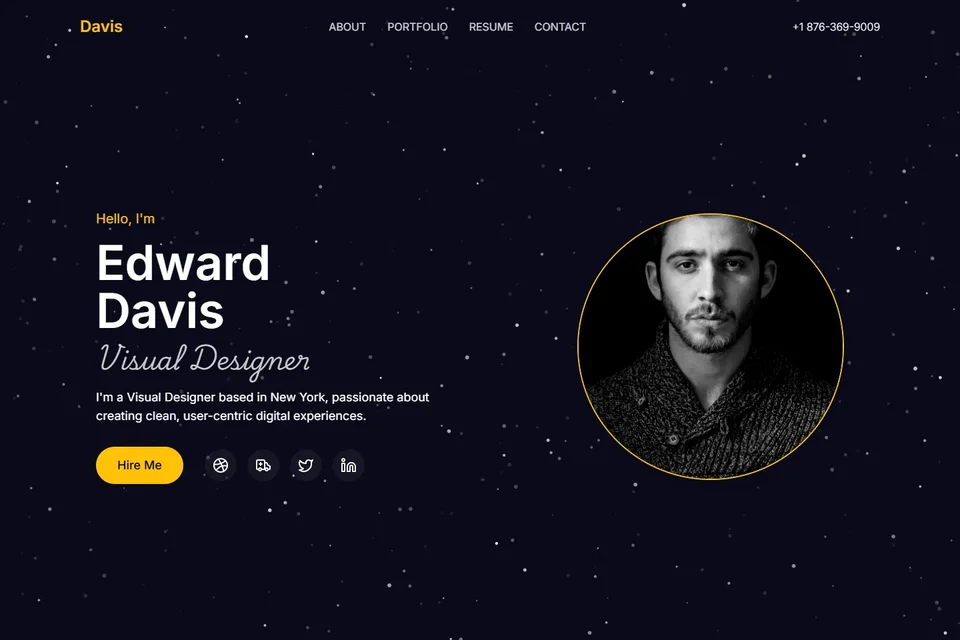 Davis
ABOUT PORTFOLIO RESUME CONTACT
+1 876-369-9009
Hello, I'm
Edward
Davis
Visual Designer
I'm a Visual Designer based in New York, passionate about
creating clean, user-centric digital experiences.
Hire Me